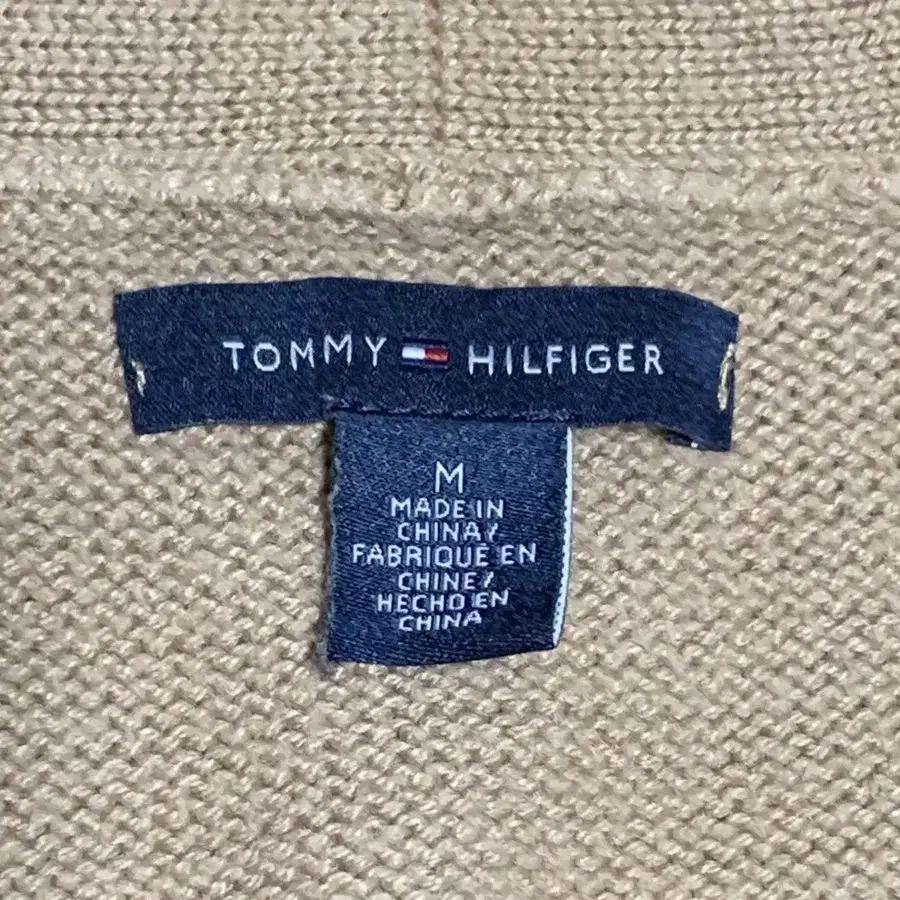 TOMMY HILFIGER
M
MADE IN
CHINA/
FABRIQUÉ EN
CHINE/
HECHO EN
CHINA